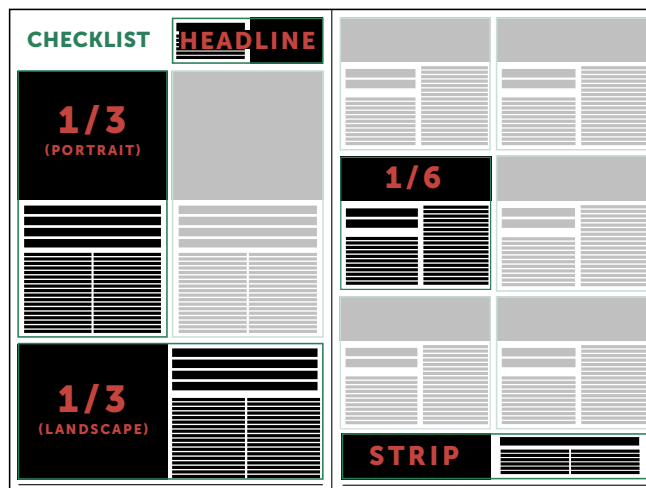 CHECKLIST
HEADLINE
1/3
(PORTRAIT)
1/3
(LANDSCAPE)
1/6
STRIP